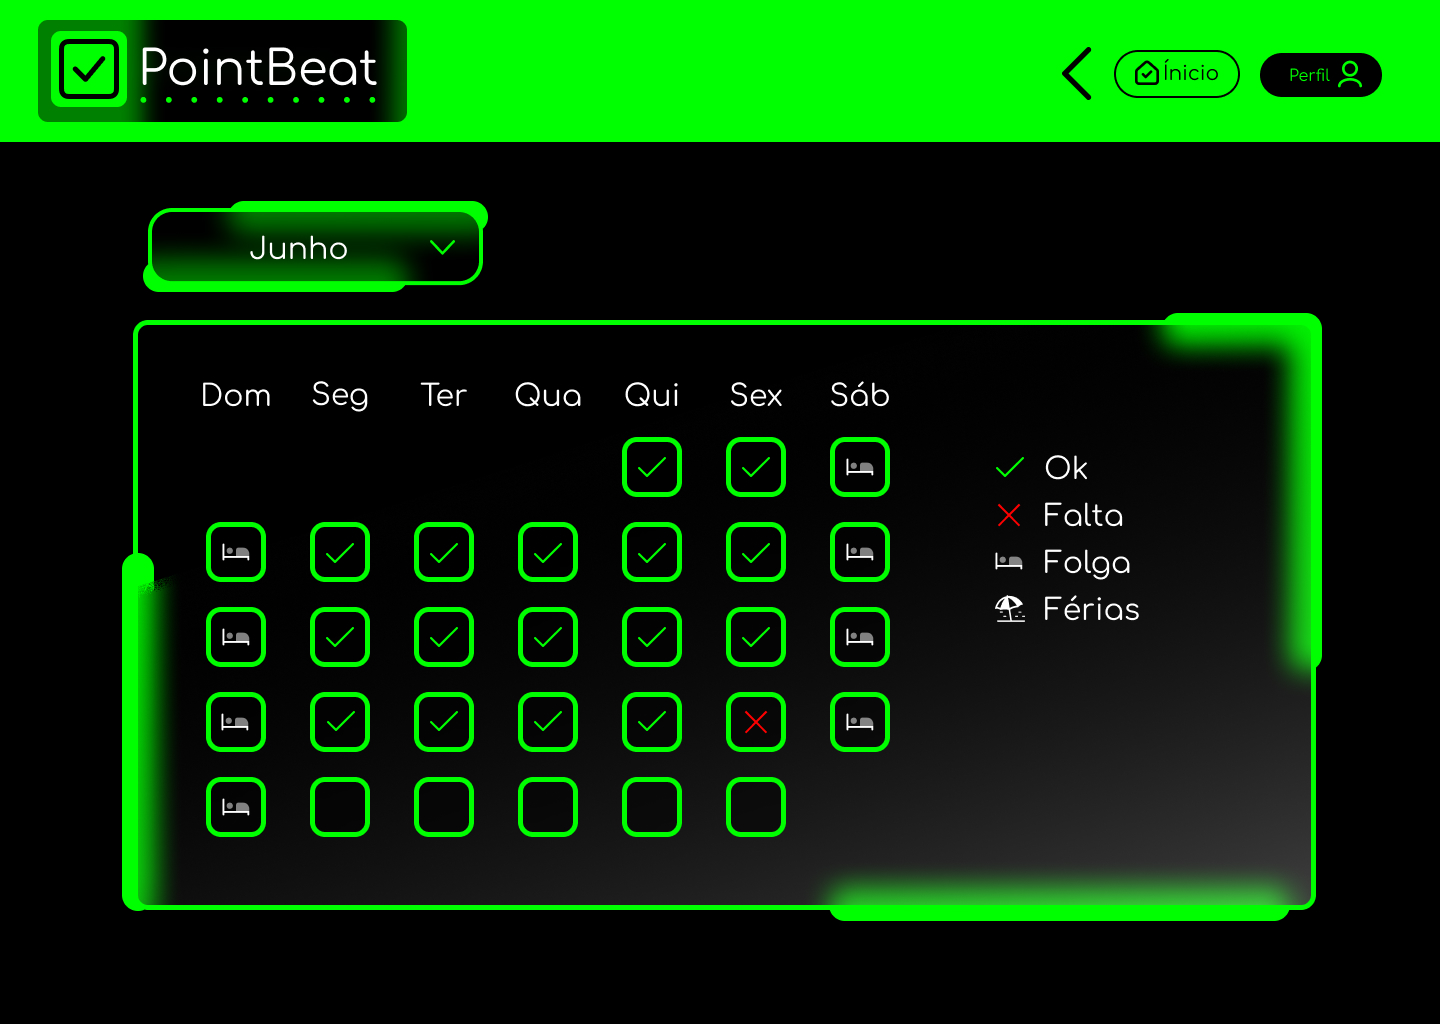 PointBeat
Ínicio
Perfil
Junho
Dom Seg Ter Qua Qui Sex Sáb
Ok
Falta
Folga
Férias